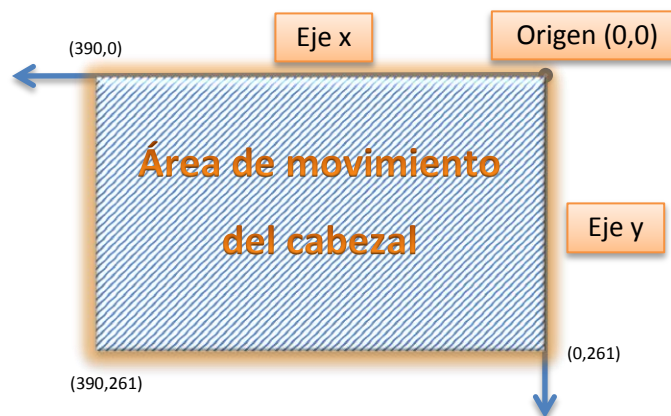 Eje x
Origen (0,0)
(390,0)
Área de movimiento
del cabezal
Eje y
(0,261)
(390,261)